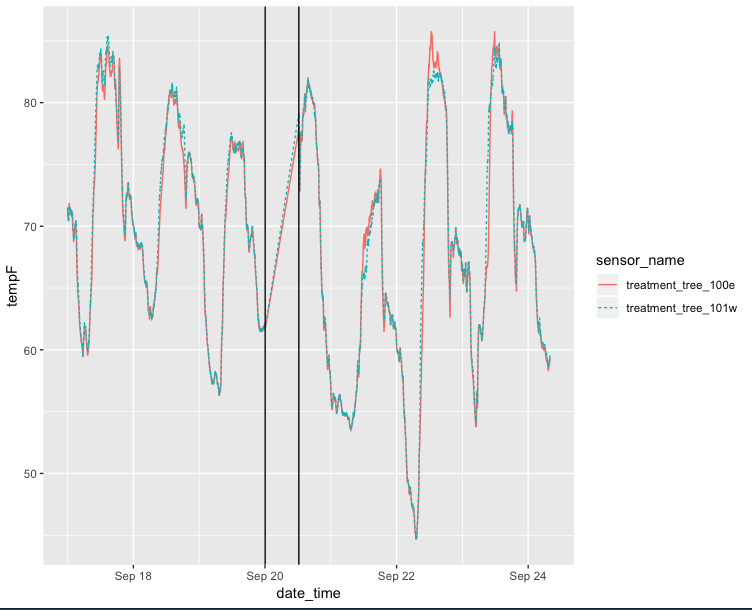 tempF
80
70
60
50
Sep 18
Sep 20
Sep 22
Sep 24
date_time
sensor_name
treatment_tree_100e
treatment_tree_101w